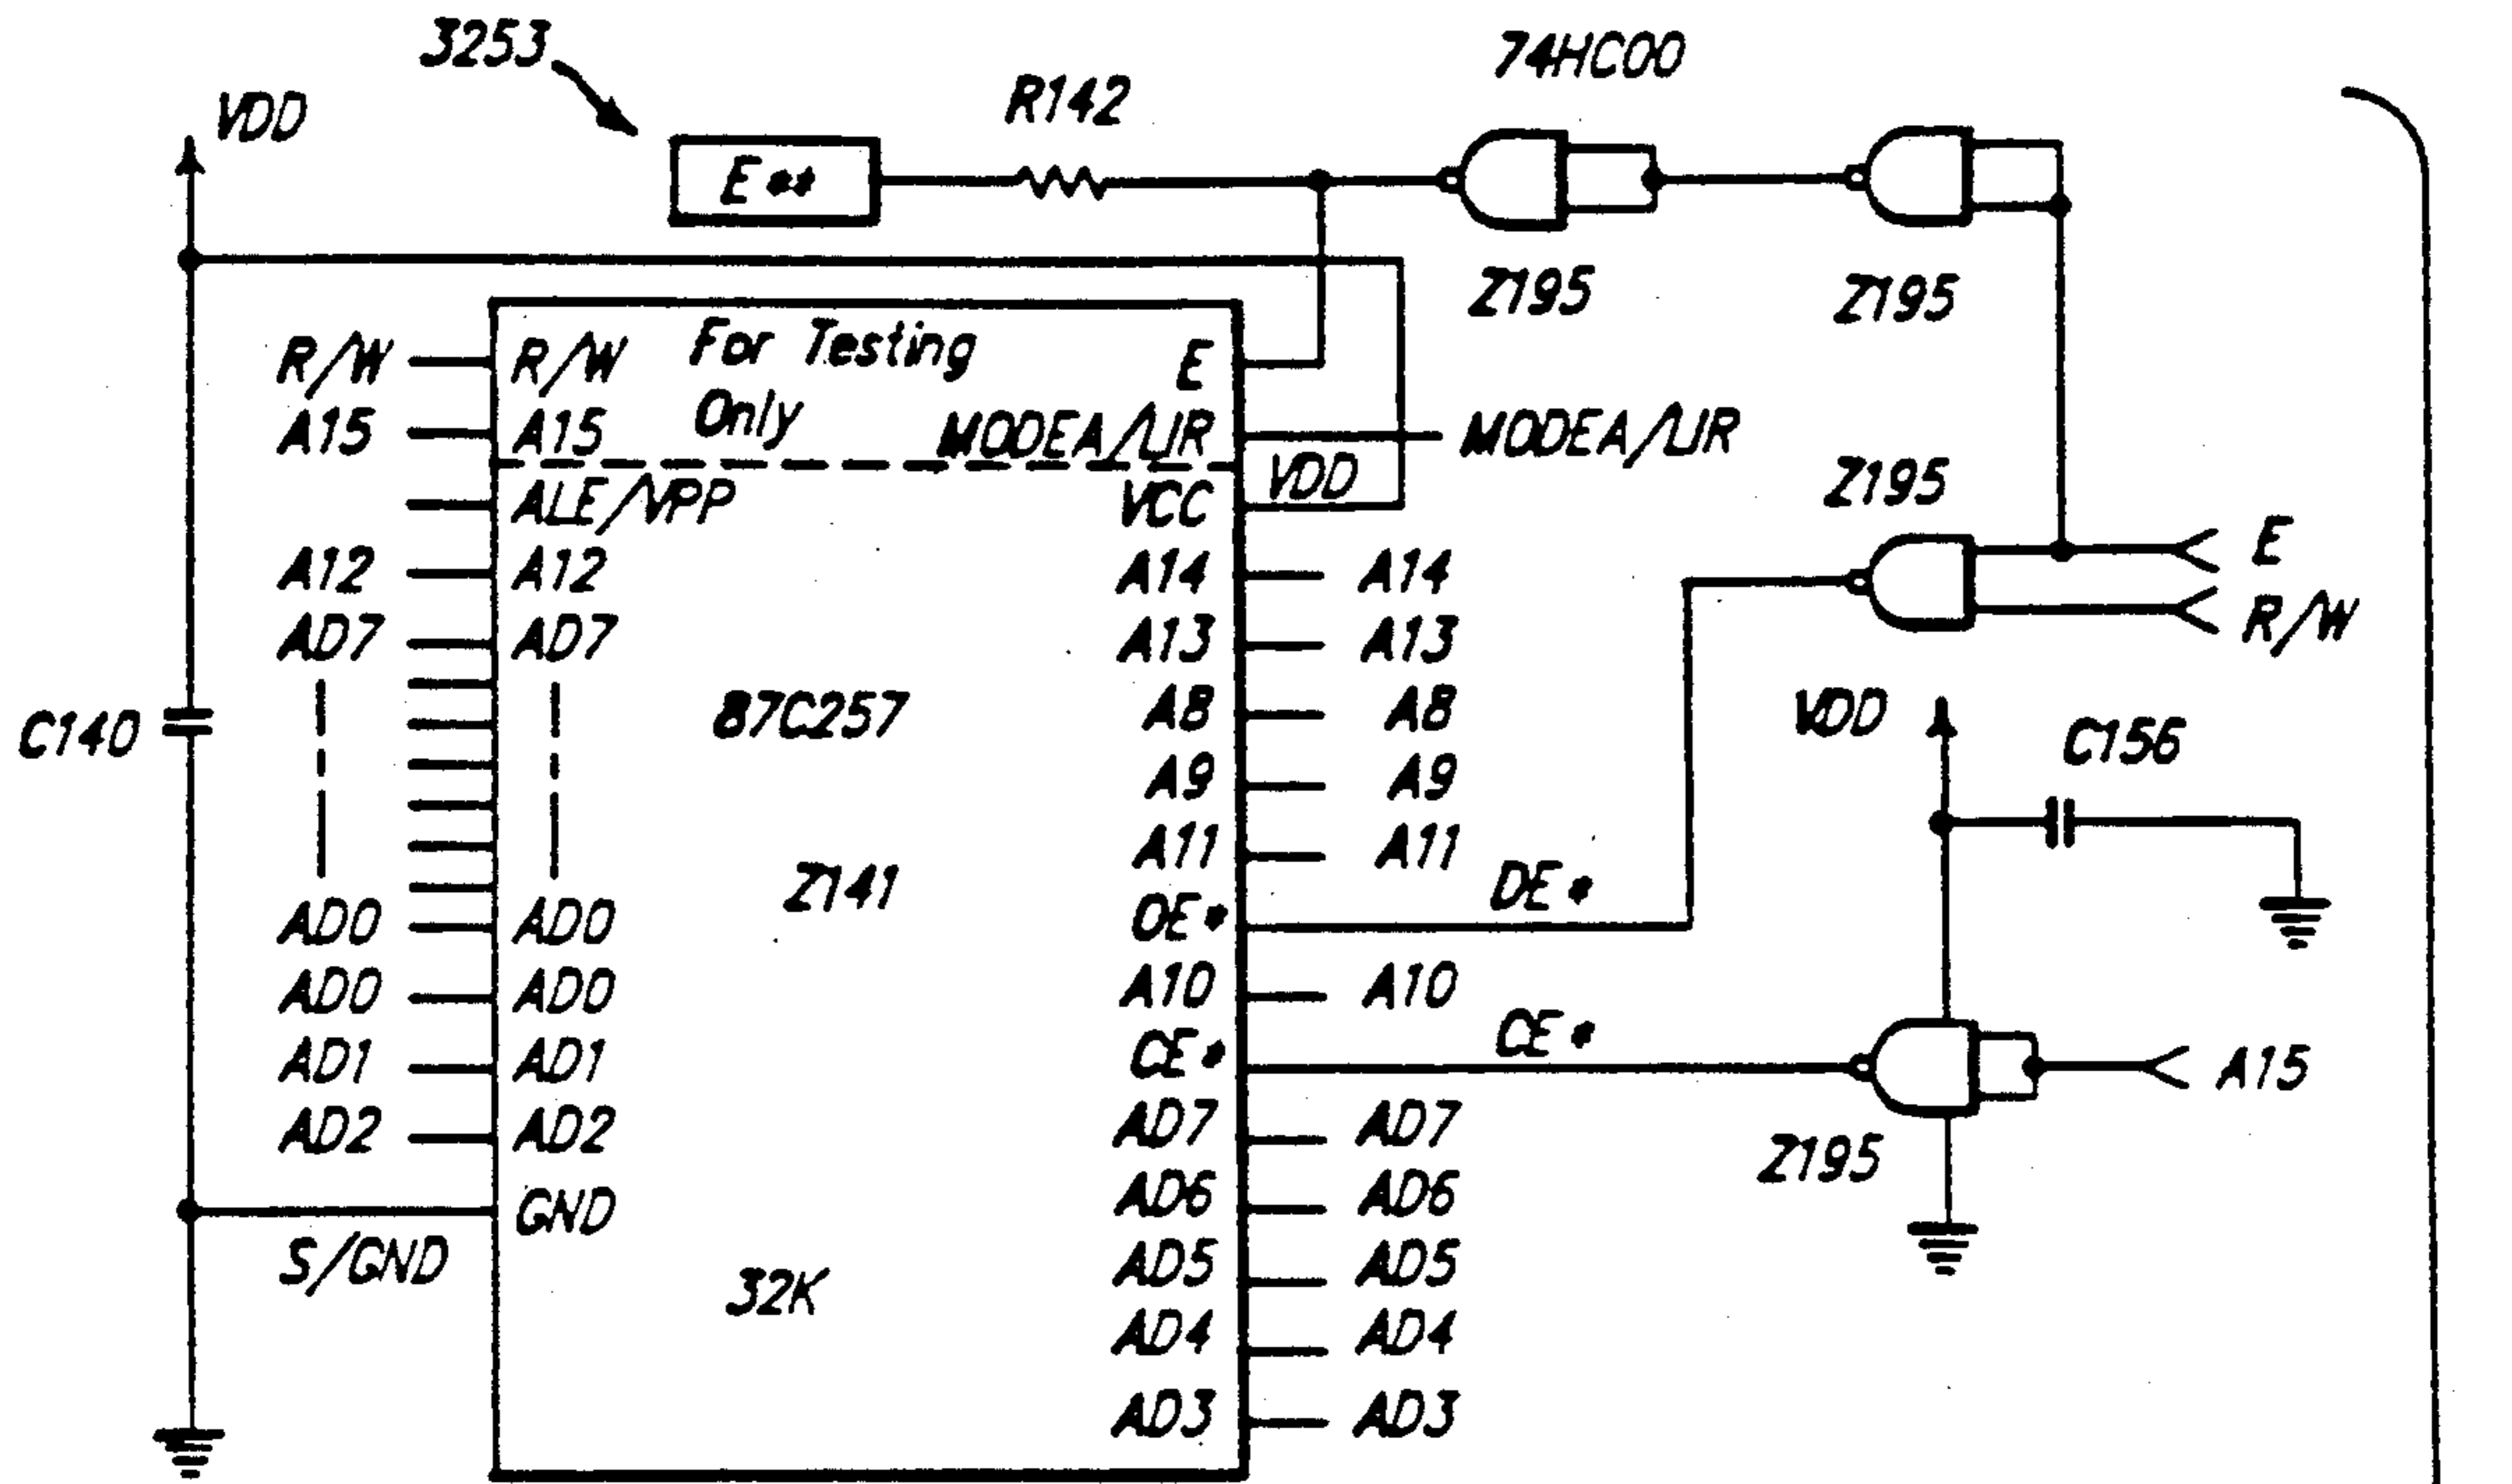 3253
74HC00
VDD
R142
E**
Z195
Z195
R/W
R/W
For Testing
E
A15
A15
Only
MODEA/LIR
MODEA/LIR
ALE/VPP
VCC
VDD
Z195
E
R/W
A12
A12
A14
A14
AD7
AD7
A13
A13
C140
87C257
A8
A8
VDD
C156
A9
A9
A11
A11
Z141
AD0
AD0
OE*
DE*
AD0
AD0
A10
A10
AD1
AD1
CE*
CE*
A15
AD2
AD2
AD7
AD7
Z195
GND
AD6
AD6
S/GND
32K
AD5
AD5
AD4
AD4
AD3
AD3